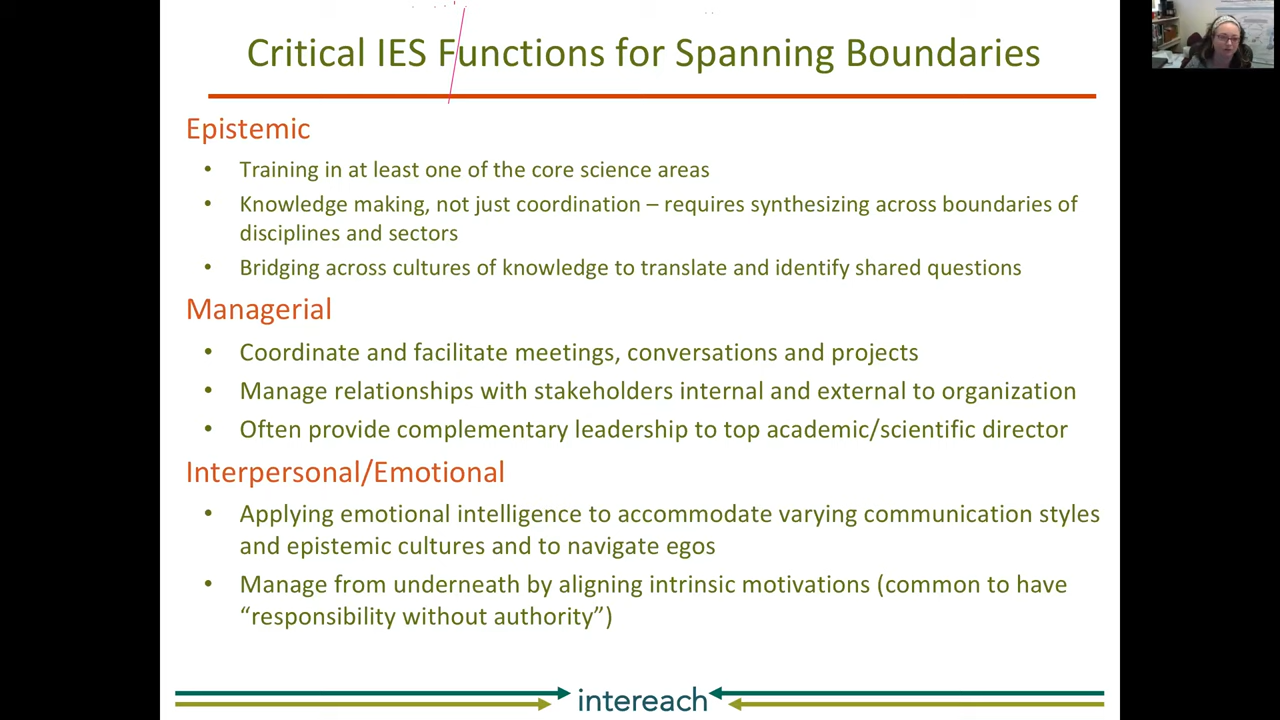 Critical IES Functions for Spanning Boundaries
Epistemic
• Training in at least one of the core science areas
• Knowledge making, not just coordination – requires synthesizing across boundaries of
disciplines and sectors
• Bridging across cultures of knowledge to translate and identify shared questions
Managerial
• Coordinate and facilitate meetings, conversations and projects
• Manage relationships with stakeholders internal and external to organization
• Often provide complementary leadership to top academic/scientific director
Interpersonal/Emotional
• Applying emotional intelligence to accommodate varying communication styles
and epistemic cultures and to navigate egos
• Manage from underneath by aligning intrinsic motivations (common to have
“responsibility without authority”)
intereach